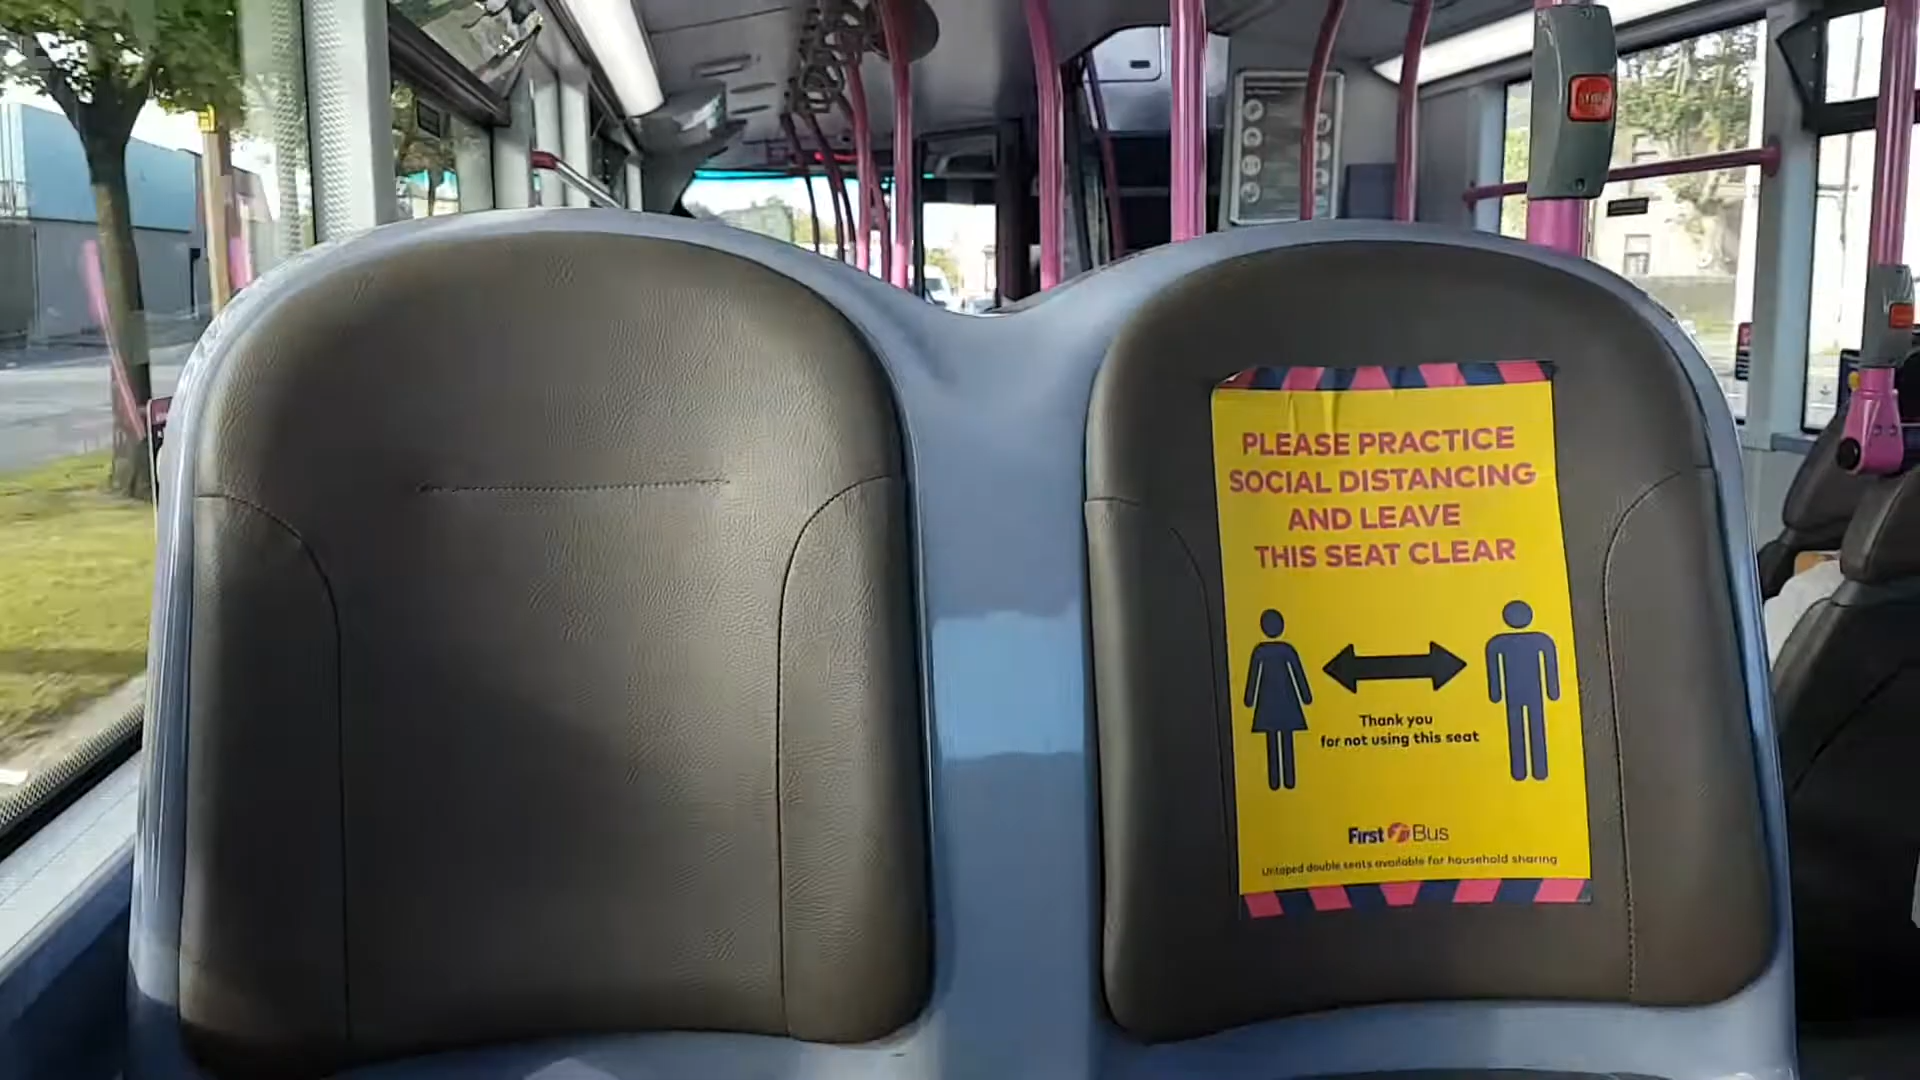 PLEASE PRACTICE
SOCIAL DISTANCING
AND LEAVE
THIS SEAT CLEAR
Thank you
for not using this seat
First Bus
Untaped double seats available for household sharing